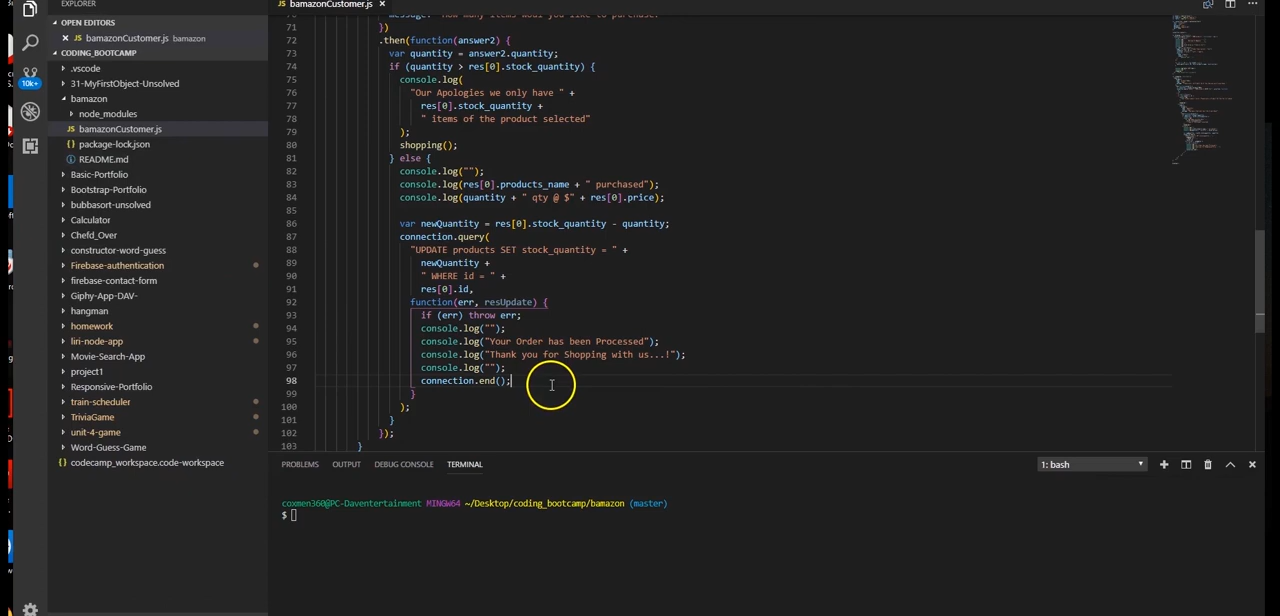 EXPLORER
OPEN EDITORS
JS bamazonCustomer.js bamazon
CODING_BOOTCAMP
.vscode
31-MyFirstObject-Unsolved
bamazon
node_modules
JS bamazonCustomer.js
package-lock.json
README.md
Basic-Portfolio
Bootstrap-Portfolio
bubbasort-unsolved
Calculator
Chefd_Over
constructor-word-guess
Firebase-authentication
firebase-contact-form
Giphy-App-DAV-
hangman
homework
liri-node-app
Movie-Search-App
project1
Responsive-Portfolio
train-scheduler
TriviaGame
unit-4-game
Word-Guess-Game
codecamp_workspace.code-workspace
10k+
JS bamazonCustomer.js
71 })
72 .then(function(answer2) {
73 var quantity = answer2.quantity;
74 if (quantity > res[0].stock_quantity) {
75 console.log(
76 "Our Apologies we only have " +
77 res[0].stock_quantity +
78 " items of the product selected"
79 );
80 shopping();
81 } else {
82 console.log("");
83 console.log(res[0].products_name + " purchased");
84 console.log(quantity + " qty @ $" + res[0].price);
85
86 var newQuantity = res[0].stock_quantity - quantity;
87 connection.query(
88 "UPDATE products SET stock_quantity = " +
89 newQuantity +
90 " WHERE id = " +
91 res[0].id,
92 function(err, resUpdate) {
93 if (err) throw err;
94 console.log("");
95 console.log("Your Order has been Processed");
96 console.log("Thank you for Shopping with us...!");
97 console.log("");
98 connection.end();
99 }
100 );
101 }
102 });
103 }
PROBLEMS OUTPUT DEBUG CONSOLE TERMINAL 1: bash
coxmen360@PC-Daventertainment MINGW64 ~/Desktop/coding_bootcamp/bamazon (master)
$